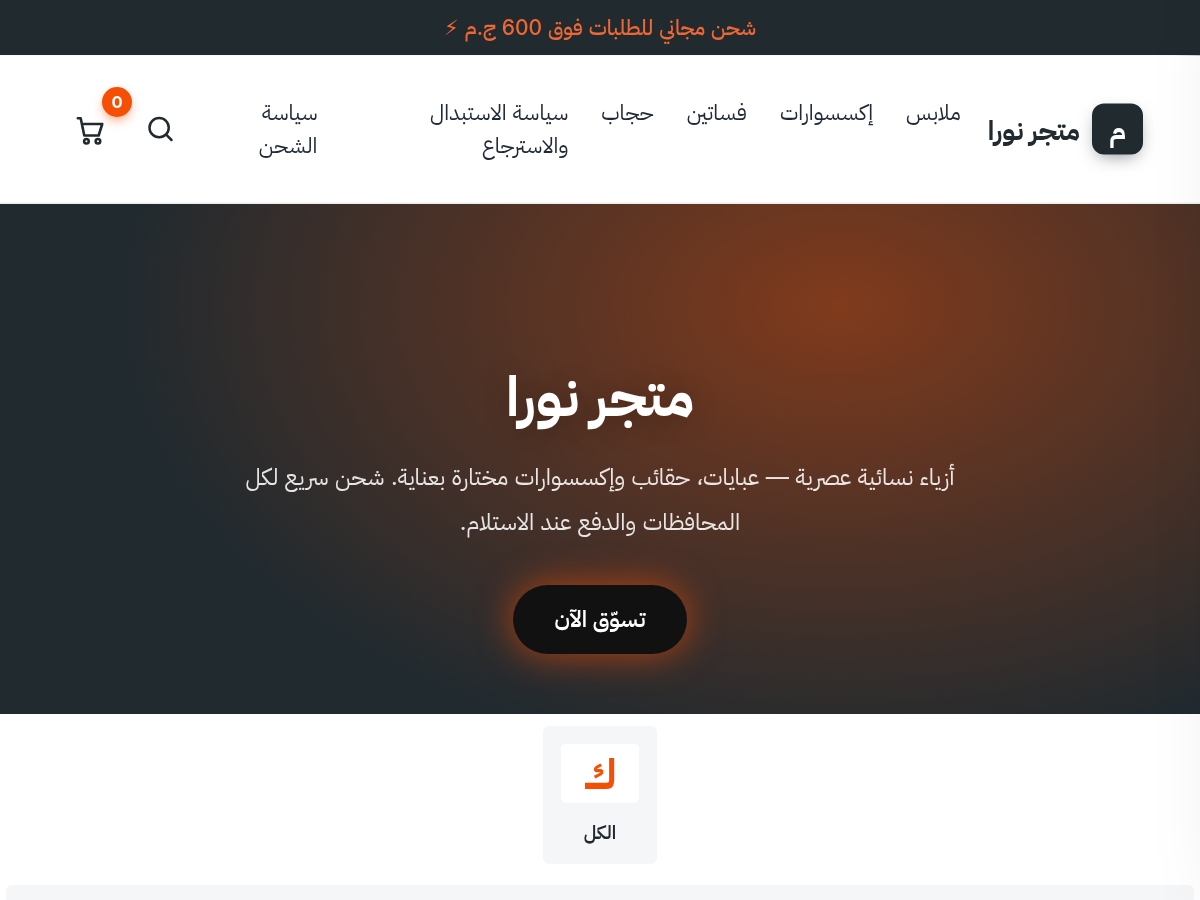 شحن مجاني للطلبات فوق 600 ج.م ⚡
م
متجر نورا
ملابس
إكسسوارات
فساتين
حجاب
سياسة الاستبدال
والاسترجاع
سياسة
الشحن
0
متجر نورا
أزياء نسائية عصرية — عبايات، حقائب وإكسسوارات مختارة بعناية. شحن سريع لكل
المحافظات والدفع عند الاستلام.
تسوّق الآن
ك
الكل